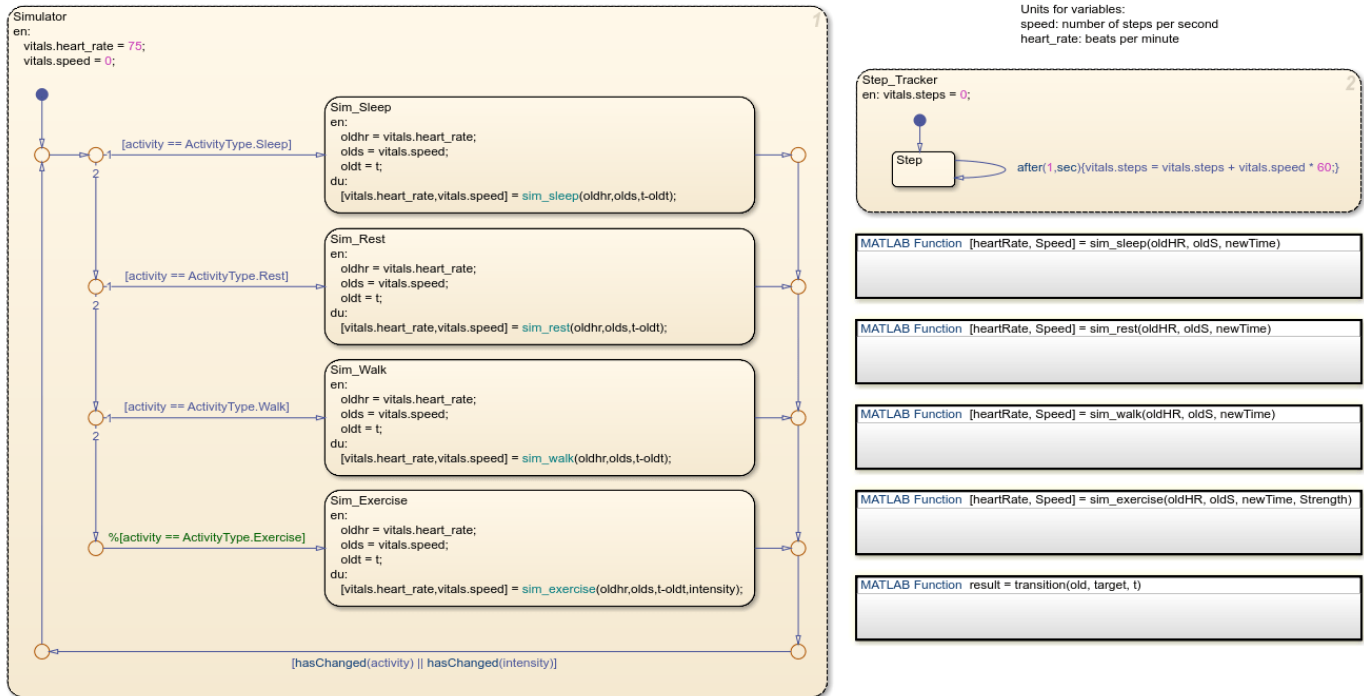 Simulator
1
en:
vitals.heart_rate = 75;
vitals.speed = 0;
1
[activity == ActivityType.Sleep]
2
Sim_Sleep
en:
oldhr = vitals.heart_rate;
olds = vitals.speed;
oldt = t;
du:
[vitals.heart_rate,vitals.speed] = sim_sleep(oldhr,olds,t-oldt);
1
[activity == ActivityType.Rest]
2
Sim_Rest
en:
oldhr = vitals.heart_rate;
olds = vitals.speed;
oldt = t;
du:
[vitals.heart_rate,vitals.speed] = sim_rest(oldhr,olds,t-oldt);
1
[activity == ActivityType.Walk]
2
Sim_Walk
en:
oldhr = vitals.heart_rate;
olds = vitals.speed;
oldt = t;
du:
[vitals.heart_rate,vitals.speed] = sim_walk(oldhr,olds,t-oldt);
%[activity == ActivityType.Exercise]
Sim_Exercise
en:
oldhr = vitals.heart_rate;
olds = vitals.speed;
oldt = t;
du:
[vitals.heart_rate,vitals.speed] = sim_exercise(oldhr,olds,t-oldt,intensity);
[hasChanged(activity) || hasChanged(intensity)]
Units for variables:
speed: number of steps per second
heart_rate: beats per minute
Step_Tracker
2
en: vitals.steps = 0;
Step
after(1,sec){vitals.steps = vitals.steps + vitals.speed * 60;}
MATLAB Function [heartRate, Speed] = sim_sleep(oldHR, oldS, newTime)
MATLAB Function [heartRate, Speed] = sim_rest(oldHR, oldS, newTime)
MATLAB Function [heartRate, Speed] = sim_walk(oldHR, oldS, newTime)
MATLAB Function [heartRate, Speed] = sim_exercise(oldHR, oldS, newTime, Strength)
MATLAB Function result = transition(old, target, t)